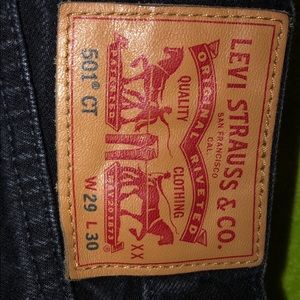 LEVI STRAUSS & CO.
SAN FRANCISCO
CAL.
ORIGINAL RIVETED
QUALITY
CLOTHING
XX
501® CT
W 29 L 30